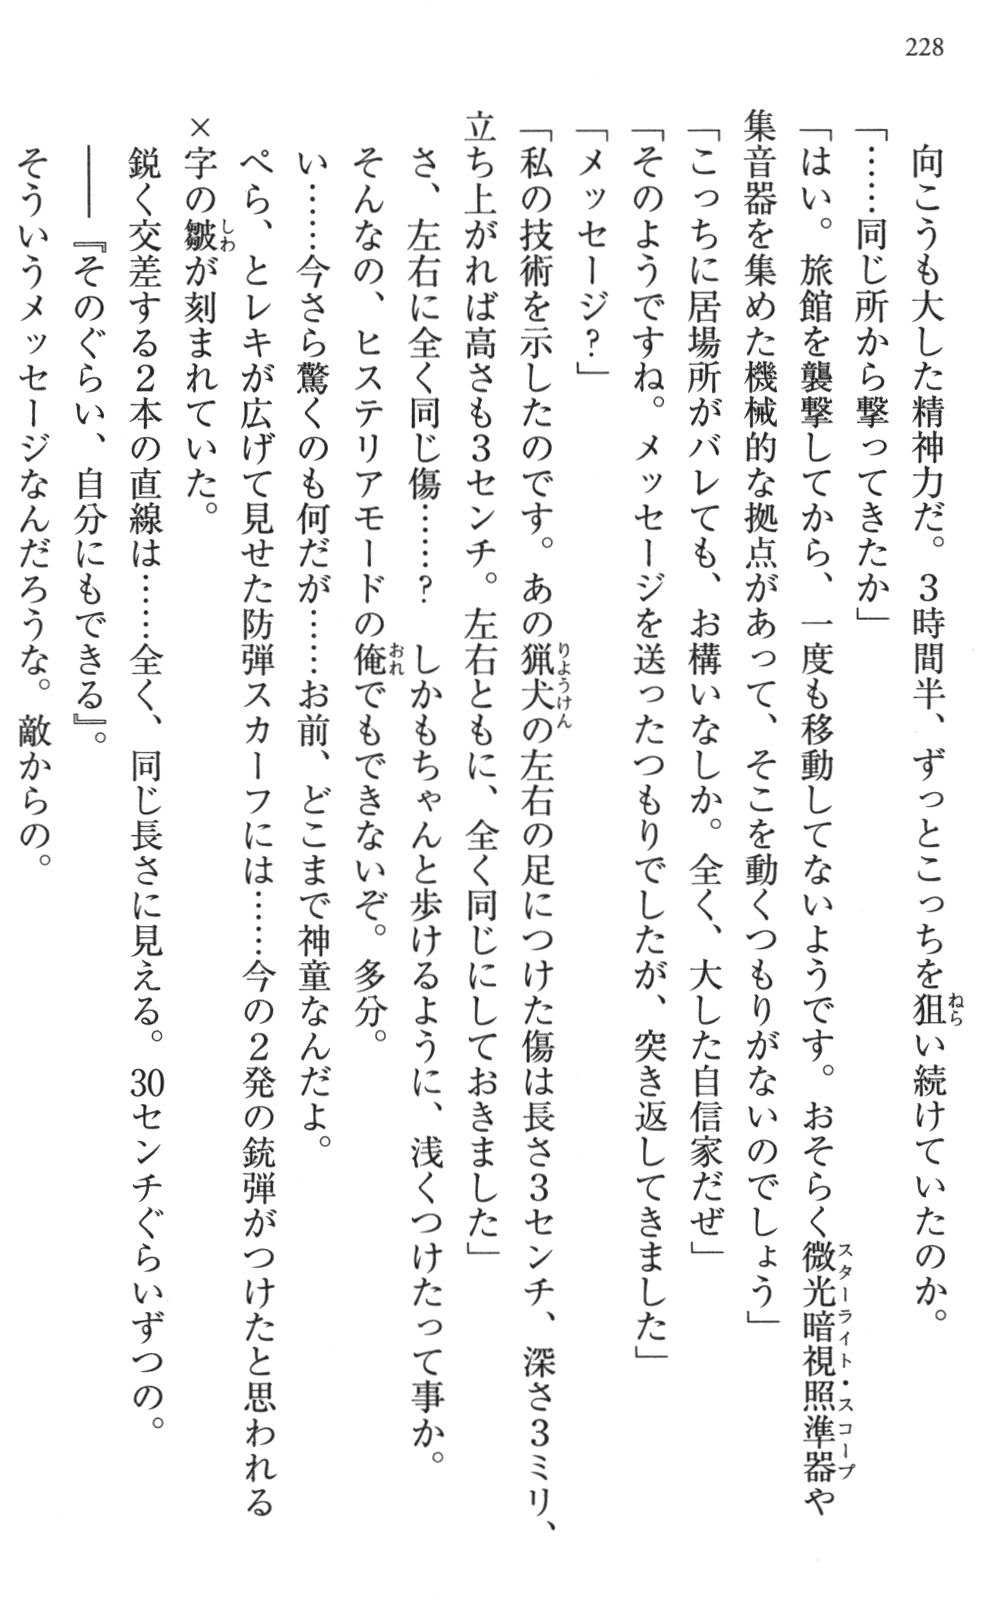 228
向こうも大した精神力だ。3時間半、ずっとこっちを狙い続けていたのか。
「……同じ所から撃ってきたか」
「はい。旅館を襲撃してから、一度も移動してないようです。おそらく微光暗視照準器や
集音器を集めた機械的な拠点があって、そこを動くつもりがないのでしょう」
「こっちに居場所がバレても、お構いなしか。全く、大した自信家だぜ」
「そのようですね。メッセージを送ったつもりでしたが、突き返してきました」
「メッセージ?」
「私の技術を示したのです。あの猟犬の左右の足につけた傷は長さ3センチ、深さ3ミリ、
立ち上がれば高さも3センチ。左右ともに、全く同じにしておきました」
さ、左右に全く同じ傷……? しかもちゃんと歩けるように、浅くつけたって事か。
そんなの、ヒステリアモードの俺でもできないぞ。多分。
い……今さら驚くのも何だが……お前、どこまで神童なんだよ。
ぺら、とレキが広げて見せた防弾スカーフには……今の2発の銃弾がつけたと思われる
×字の皺が刻まれていた。
鋭く交差する2本の直線は……全く、同じ長さに見える。30センチぐらいずつの。
――『そのぐらい、自分にもできる』。
そういうメッセージなんだろうな。敵からの。